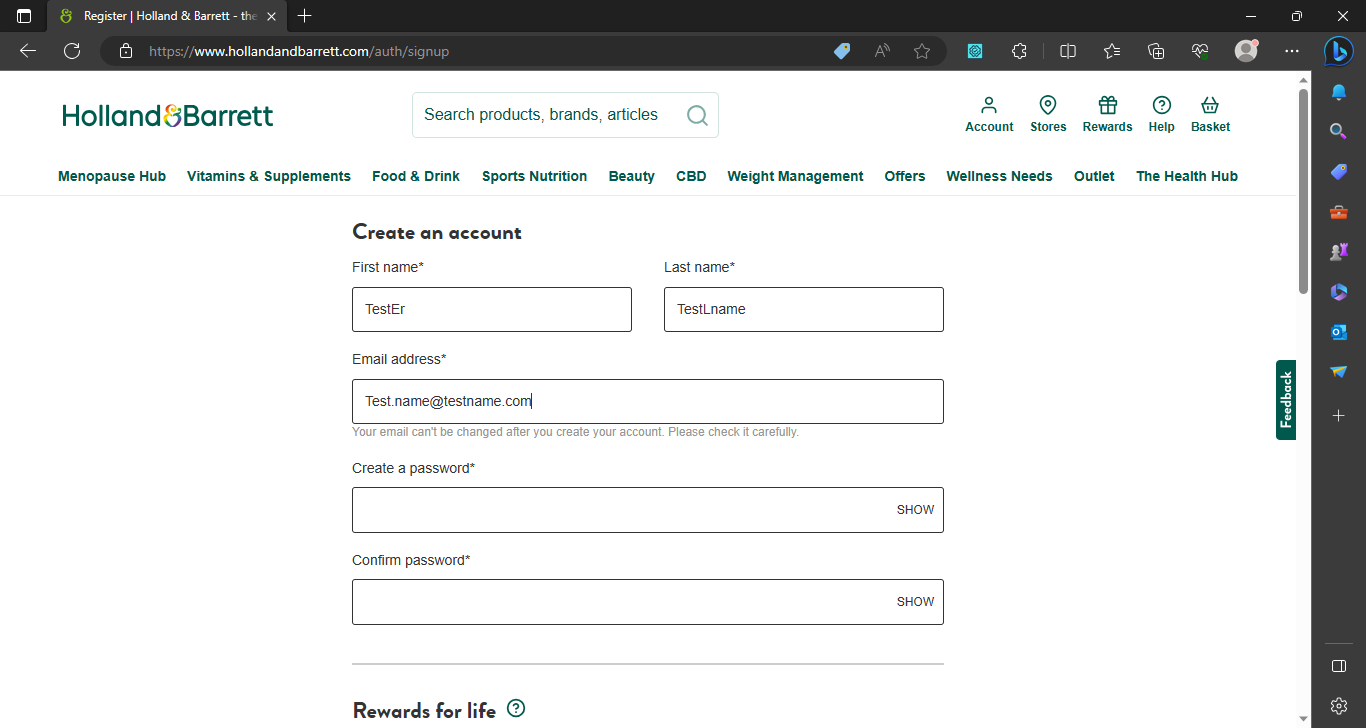 Register | Holland & Barrett - the
https://www.hollandandbarrett.com/auth/signup
Holland&Barrett
Search products, brands, articles
Account Stores Rewards Help Basket
Menopause Hub Vitamins & Supplements Food & Drink Sports Nutrition Beauty CBD Weight Management Offers Wellness Needs Outlet The Health Hub
Create an account
First name* Last name*
TestEr TestLname
Email address*
Test.name@testname.com
Your email can't be changed after you create your account. Please check it carefully.
Feedback
Create a password*
SHOW
Confirm password*
SHOW
Rewards for life ?